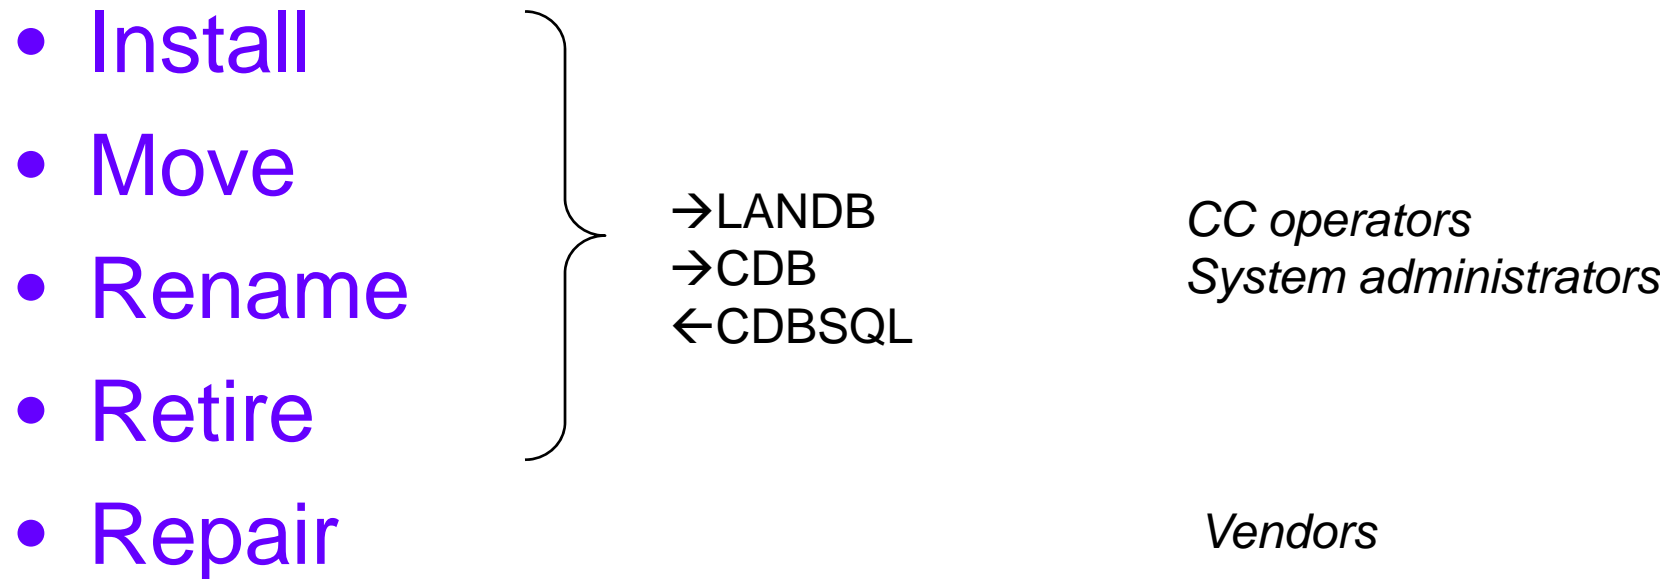 • Install
• Move
• Rename
• Retire
• Repair
→LANDB
→CDB
←CDBSQL
CC operators
System administrators
Vendors